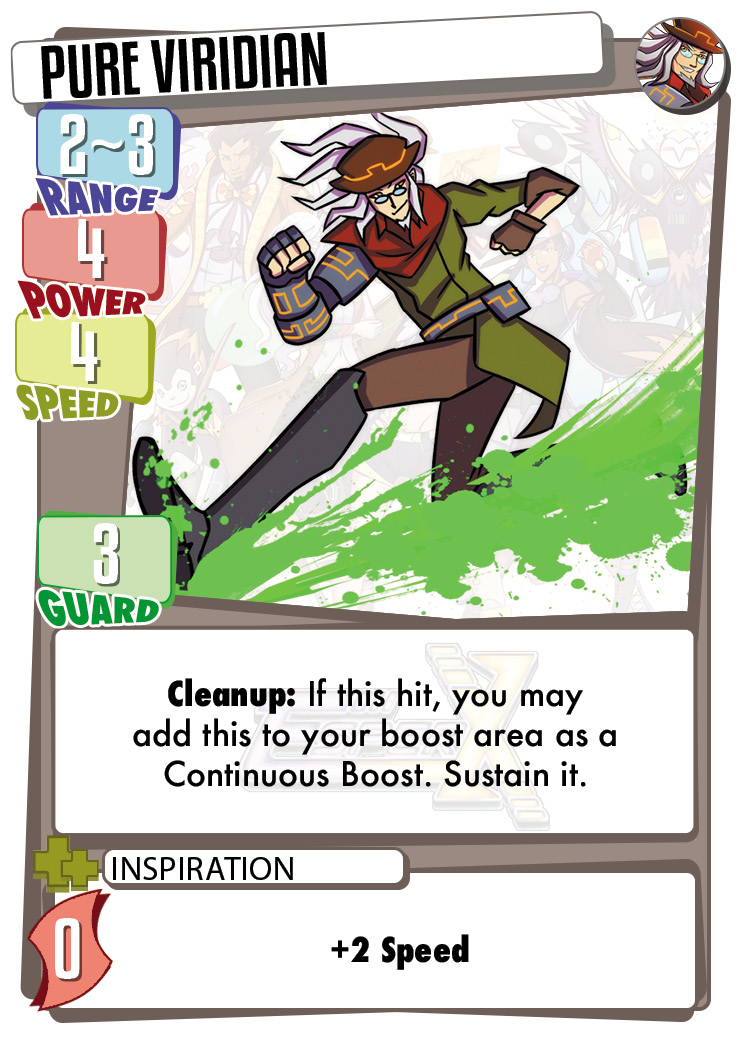 PURE VIRIDIAN
2~3
RANGE
4
POWER
4
SPEED
3
GUARD
Cleanup: If this hit, you may
add this to your boost area as a
Continuous Boost. Sustain it.
INSPIRATION
0
+2 Speed